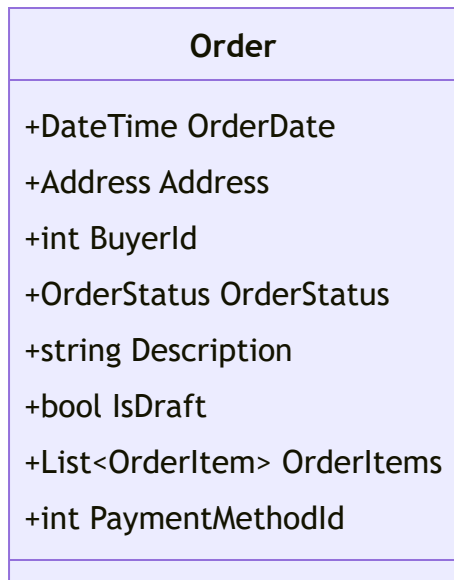 Order
+DateTime OrderDate
+Address Address
+int BuyerId
+OrderStatus OrderStatus
+string Description
+bool IsDraft
+List<OrderItem> OrderItems
+int PaymentMethodId